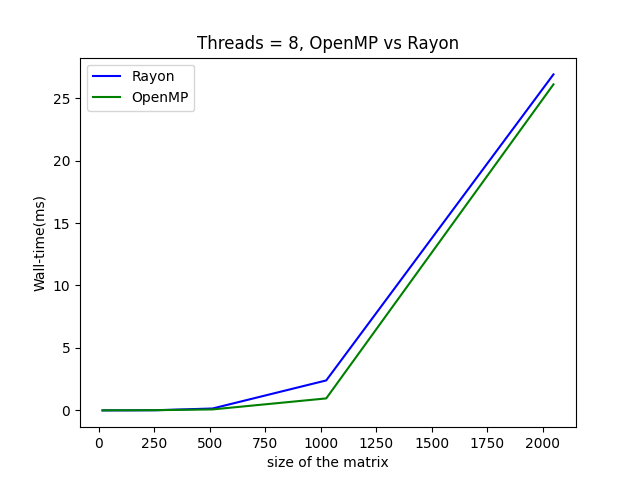 Threads = 8, OpenMP vs Rayon
Rayon
OpenMP
25
20
15
10
5
0
Wall-time(ms)
0 250 500 750 1000 1250 1500 1750 2000
size of the matrix